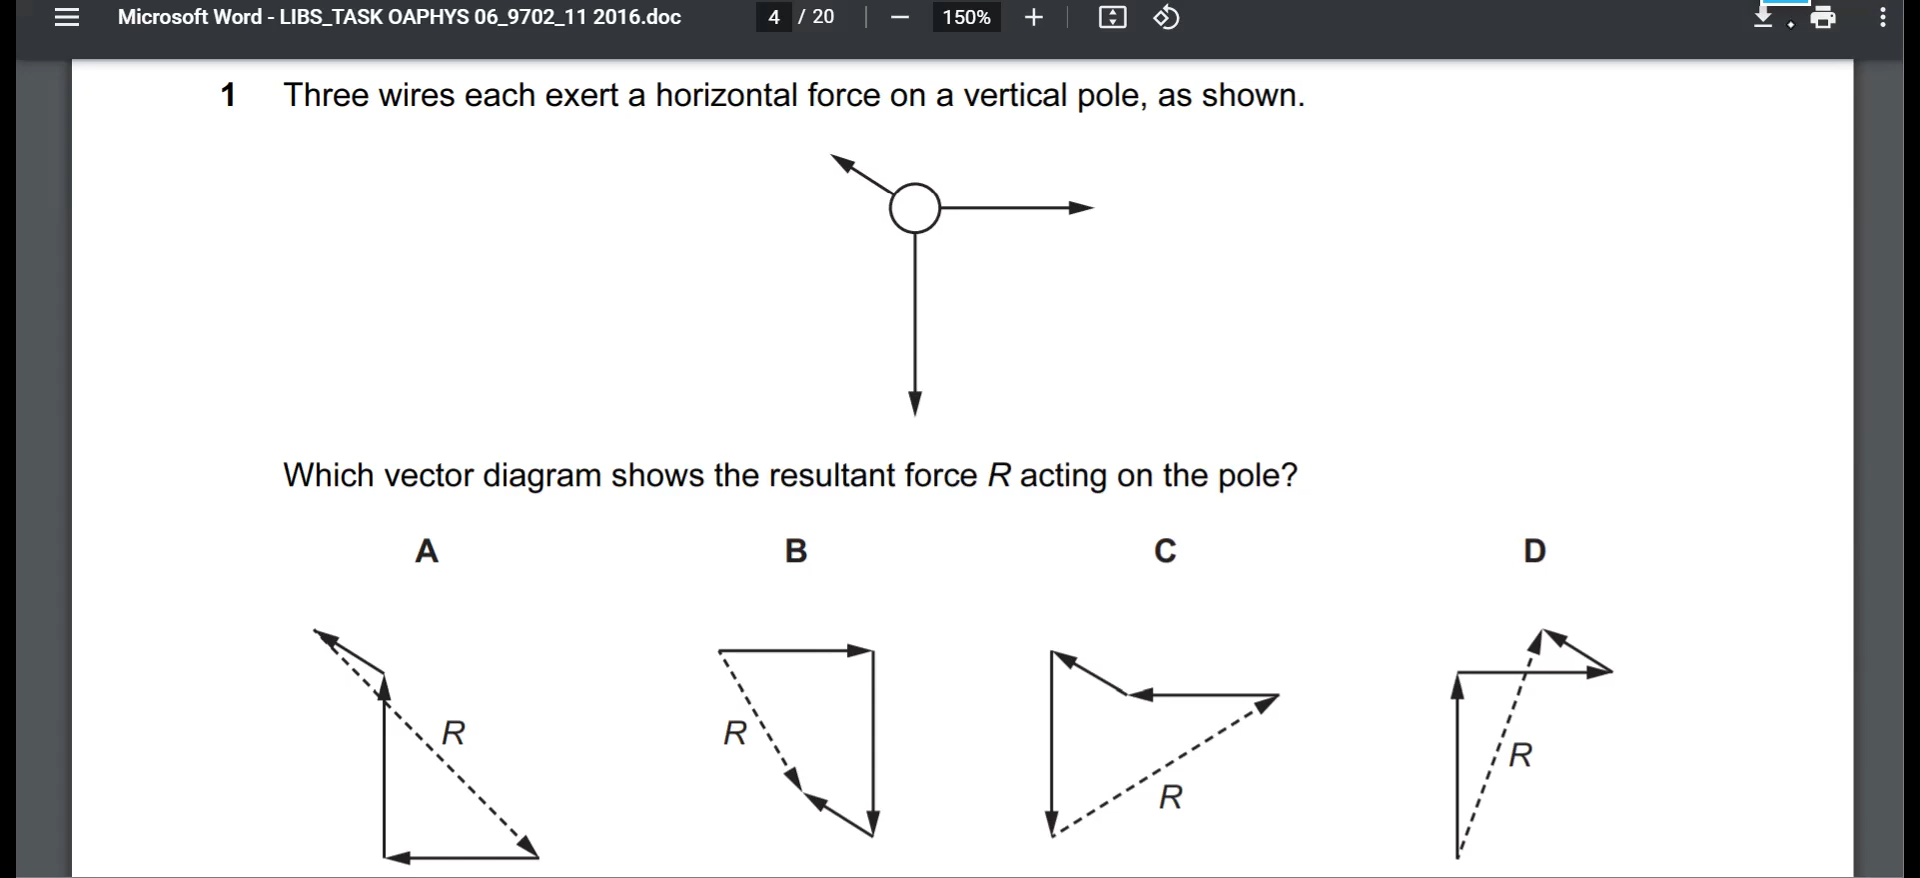 Microsoft Word - LIBS_TASK OAPHYS 06_9702_11 2016.doc 4 / 20 150%
1 Three wires each exert a horizontal force on a vertical pole, as shown.
Which vector diagram shows the resultant force R acting on the pole?
A B C D
R R R R